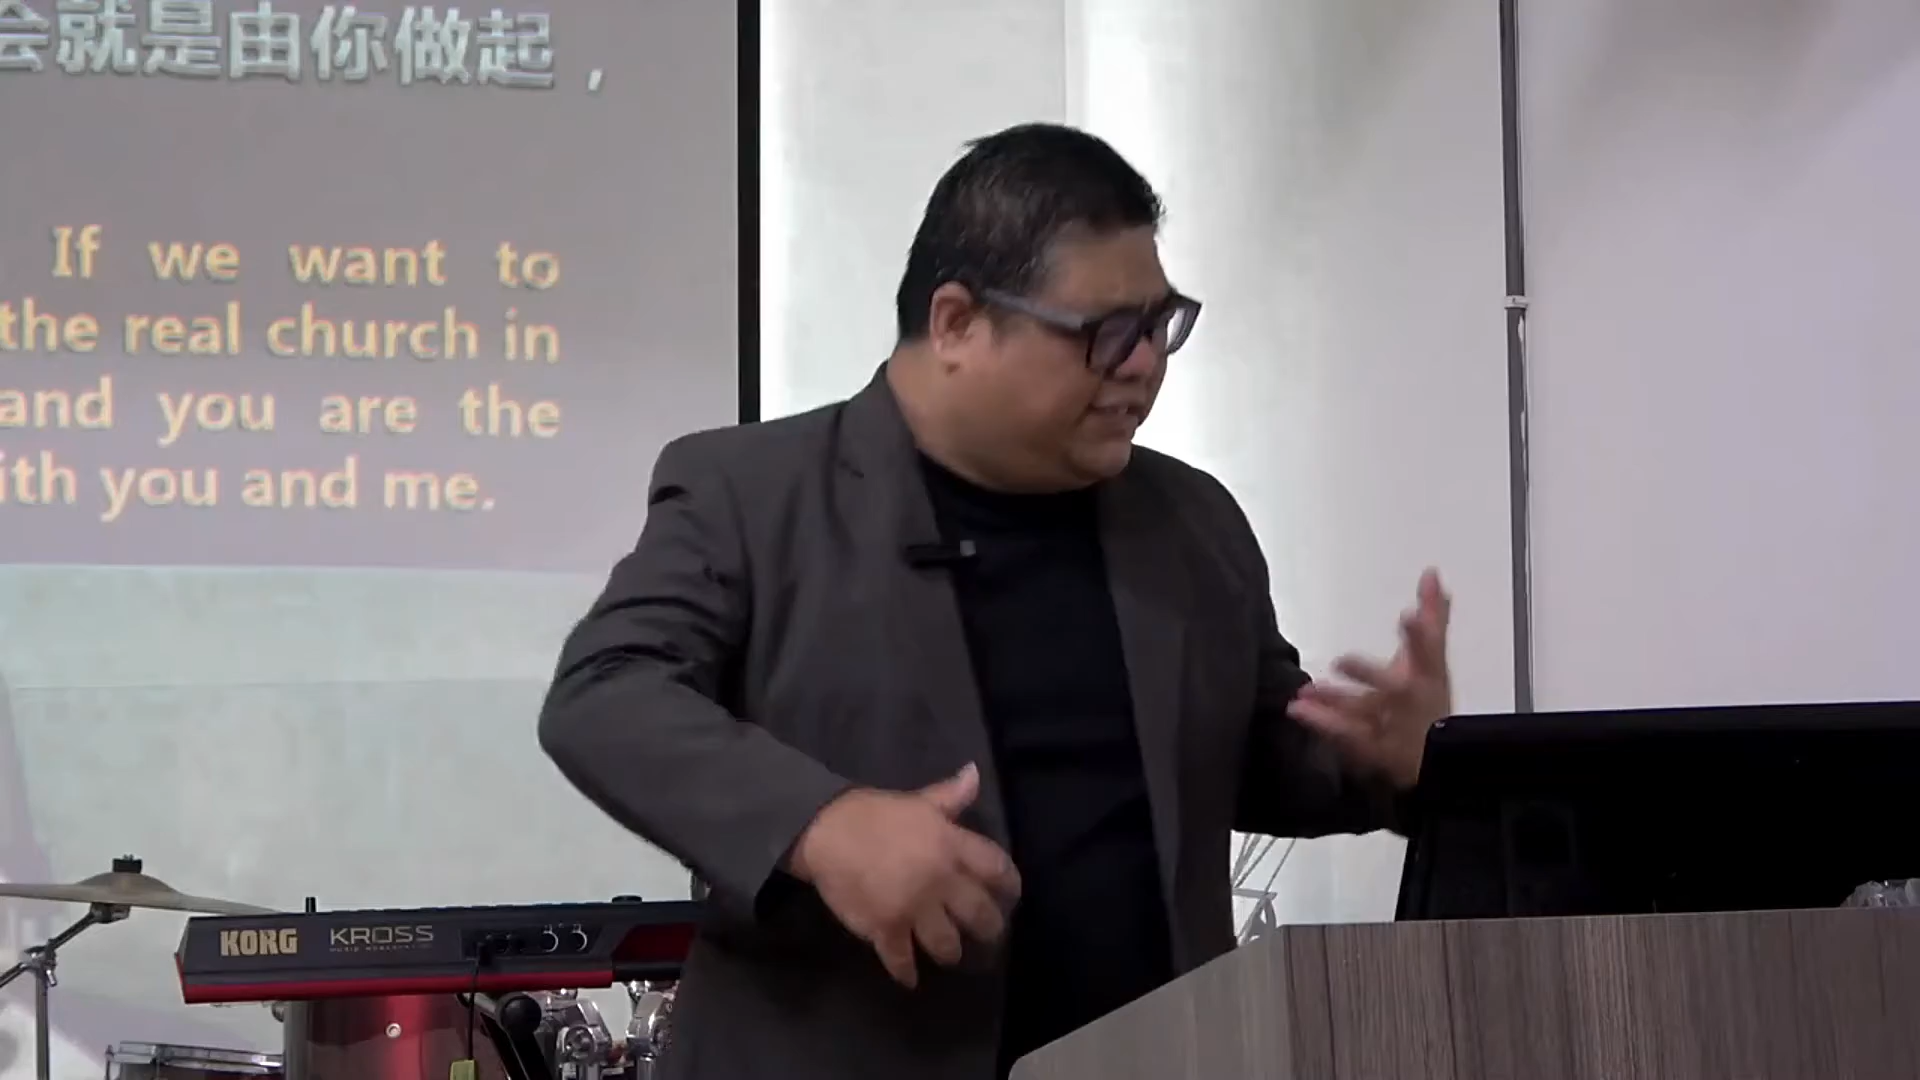 会就是由你做起，
If we want to
the real church in
and you are the
ith you and me.
KORG KROSS